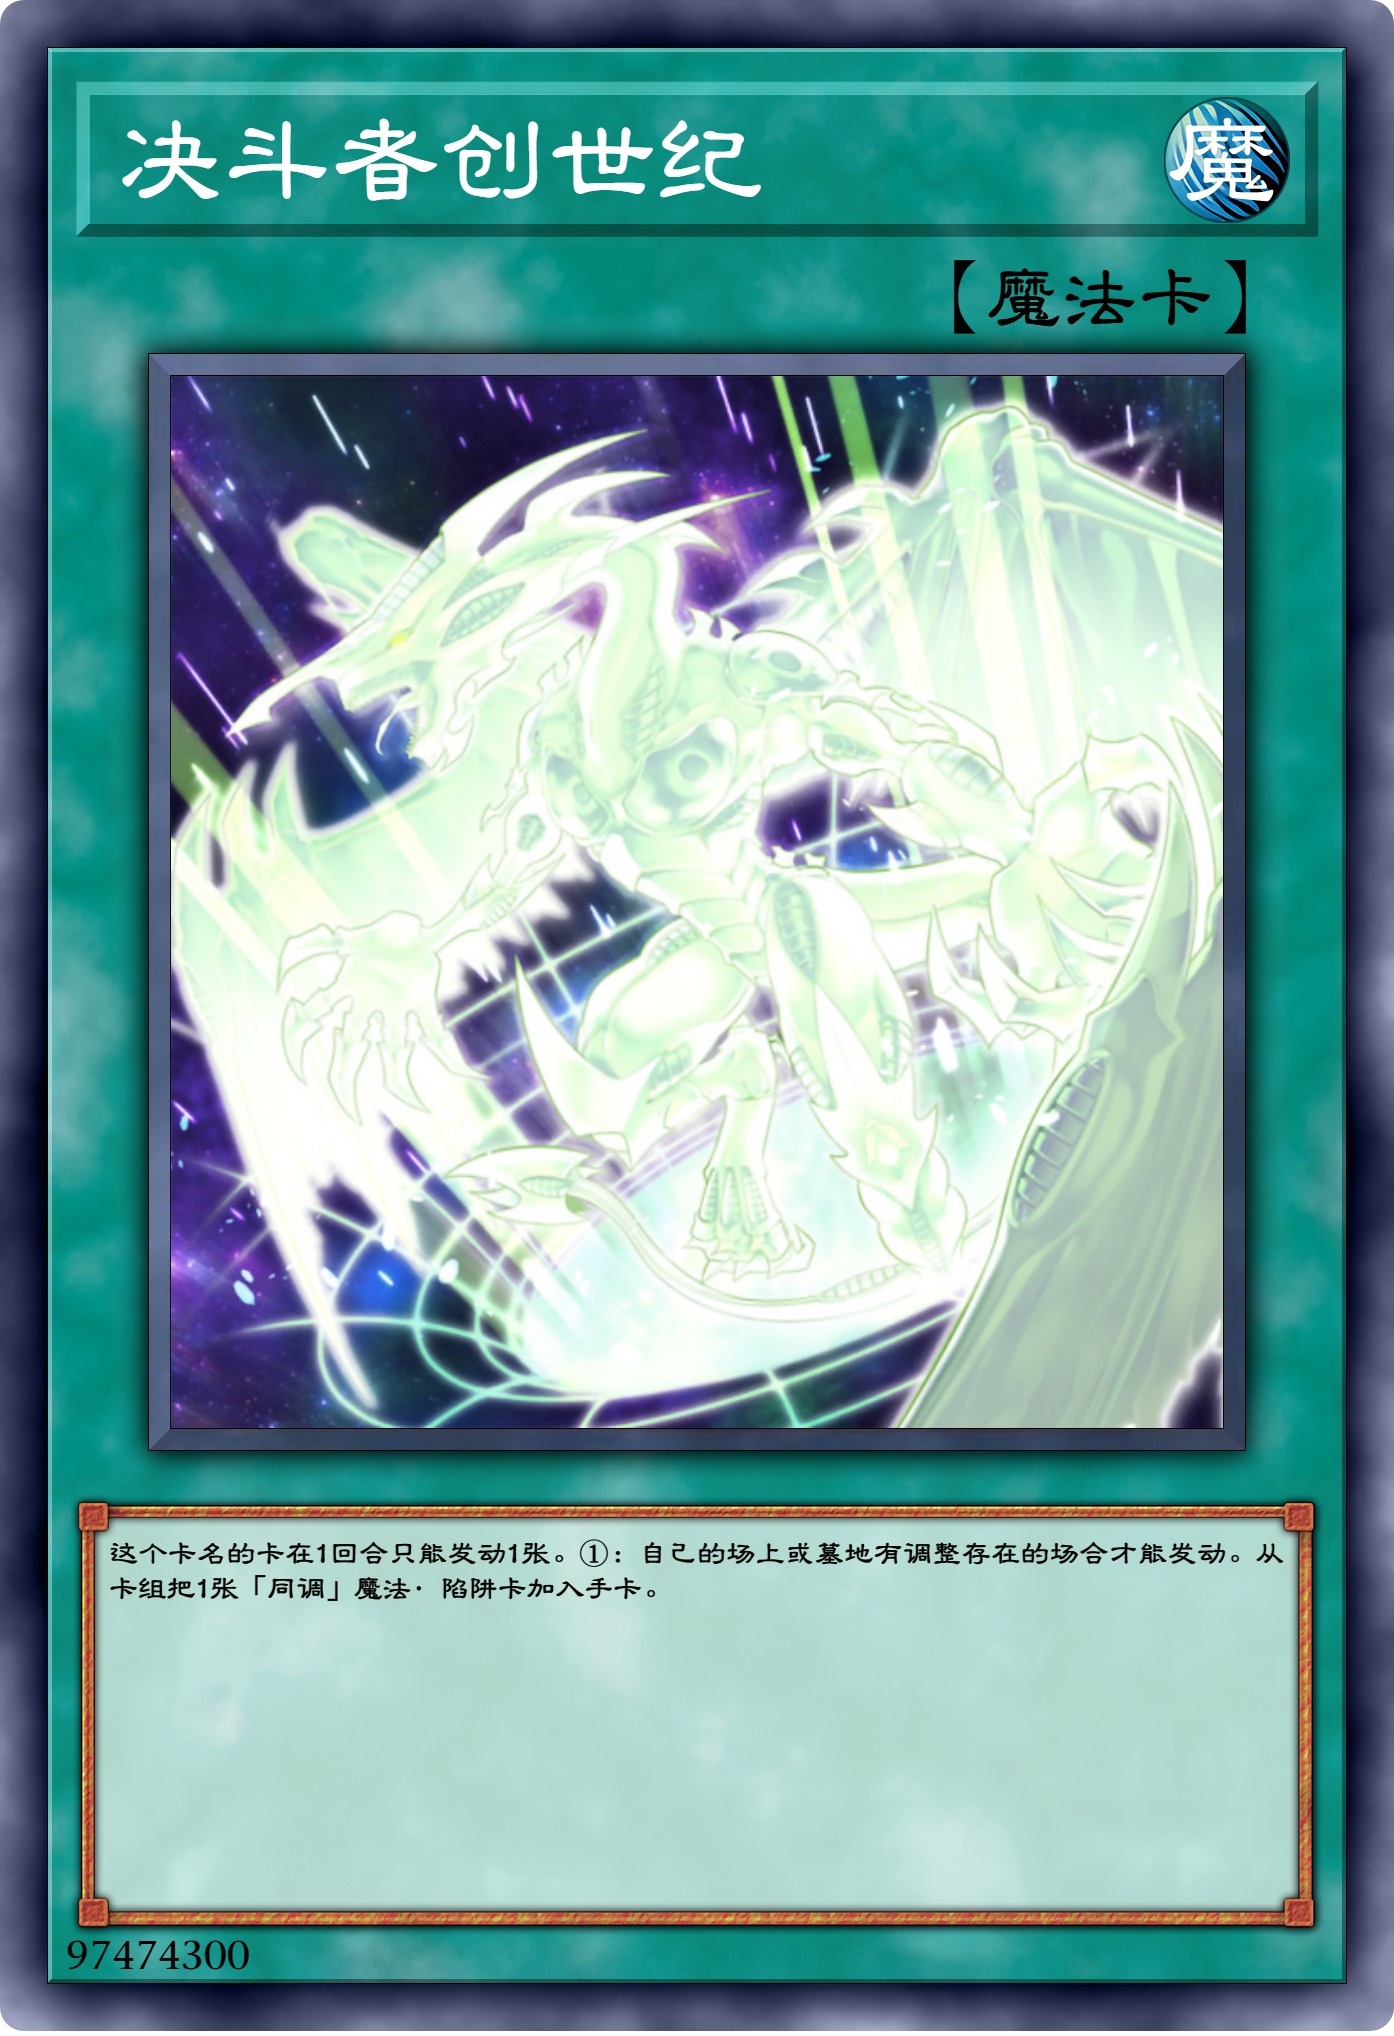 决斗者创世纪
魔
【魔法卡】
这个卡名的卡在1回合只能发动1张。①：自己的场上或墓地有调整存在的场合才能发动。从
卡组把1张「同调」魔法·陷阱卡加入手卡。
97474300